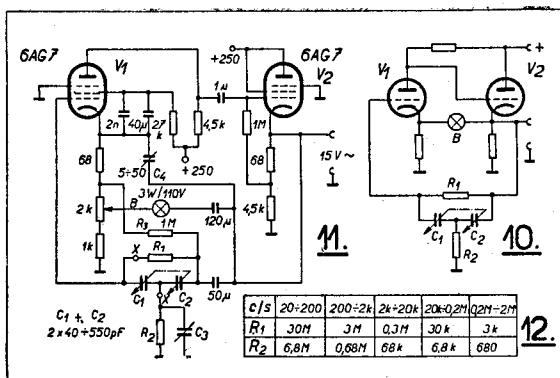 6AG7
V1
+250
6AG7
V2
1µ
2n
40µ
27
k
4,5k
1M
+250
5÷50
C4
68
68
15V~
3W/110V
B
2k
120µ
4,5k
R3 1M
1k
X
R1
C1
X
C2
50µ
C1 + C2
2x40÷550pF
R2
C3
11.
+
V1
V2
B
R1
C1
C2
R2
10.
c/s 20÷200 200÷2k 2k÷20k 20k÷0,2M 0,2M÷2M
R1 30M 3M 0,3M 30k 3k
R2 6,8M 0,68M 68k 6,8k 680
12.